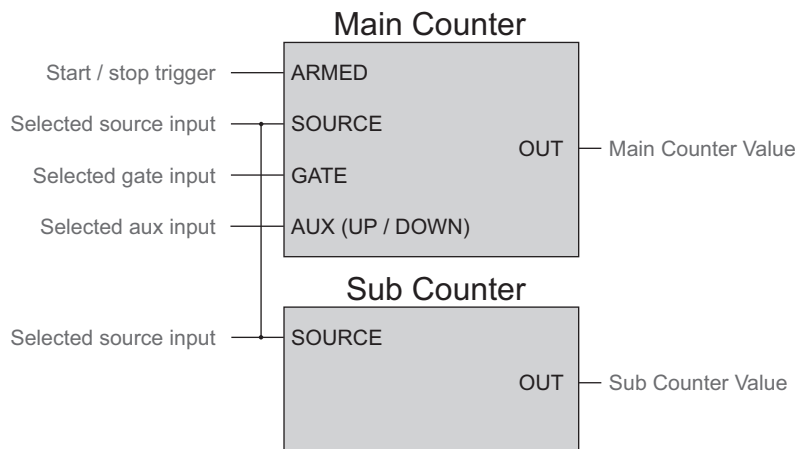 Main Counter
Start / stop trigger
ARMED
Selected source input
SOURCE
OUT
Main Counter Value
Selected gate input
GATE
Selected aux input
AUX (UP / DOWN)
Sub Counter
Selected source input
SOURCE
OUT
Sub Counter Value